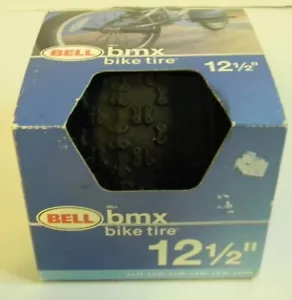 BELL bmx
bike tire 12 1/2"
BELL bmx
bike tire
12 1/2"